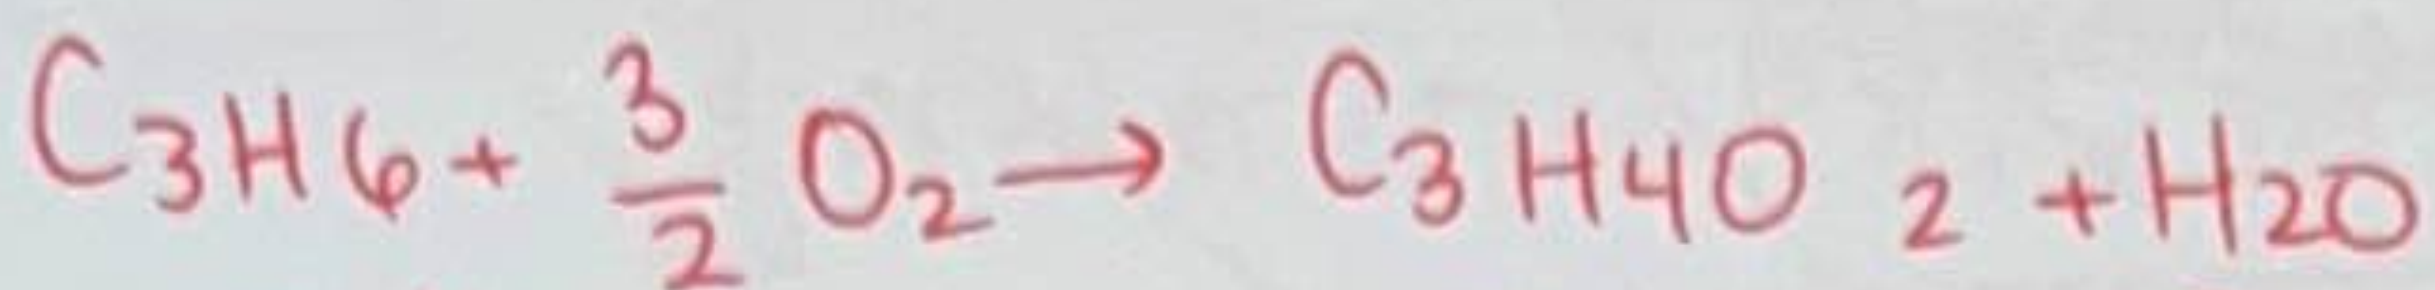 C₃H₆ + 3/2 O₂ → C₃H₄O₂ + H₂O